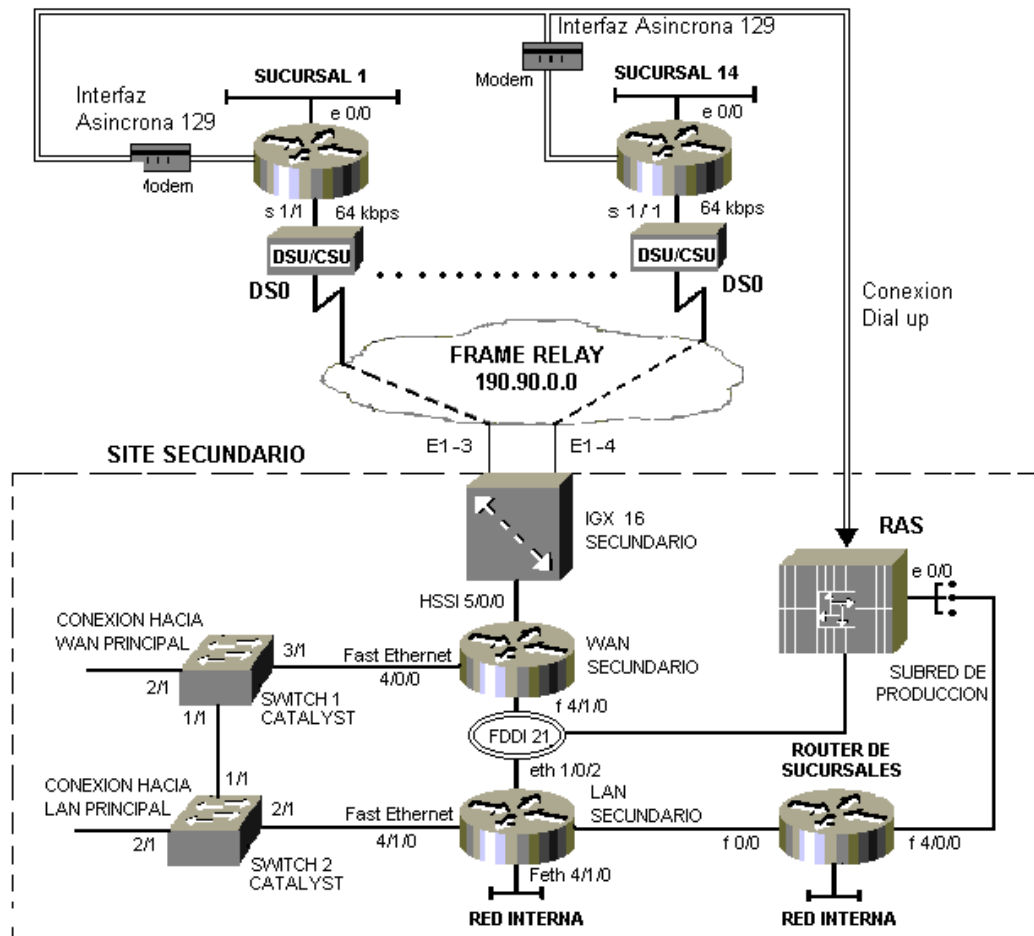 Interfaz Asincrona 129
Modem
SUCURSAL 1
SUCURSAL 14
Interfaz
Asincrona 129
e 0/0
e 0/0
Modem
s 1/1
64 kbps
s 1/1
64 kbps
DSU/CSU
DSU/CSU
DS0
DS0
Conexion
Dial up
FRAME RELAY
190.90.0.0
E1-3
E1-4
SITE SECUNDARIO
IGX 16
SECUNDARIO
RAS
e 0/0
HSSI 5/0/0
CONEXION HACIA
WAN PRINCIPAL
3/1
Fast Ethernet
4/0/0
WAN
SECUNDARIO
2/1
SWITCH 1
CATALYST
1/1
f 4/1/0
SUBRED DE
PRODUCCION
FDDI 21
ROUTER DE
SUCURSALES
eth 1/0/2
CONEXION HACIA
LAN PRINCIPAL
1/1
2/1
Fast Ethernet
4/1/0
LAN
SECUNDARIO
f 0/0
f 4/0/0
2/1
SWITCH 2
CATALYST
Feth 4/1/0
RED INTERNA
RED INTERNA